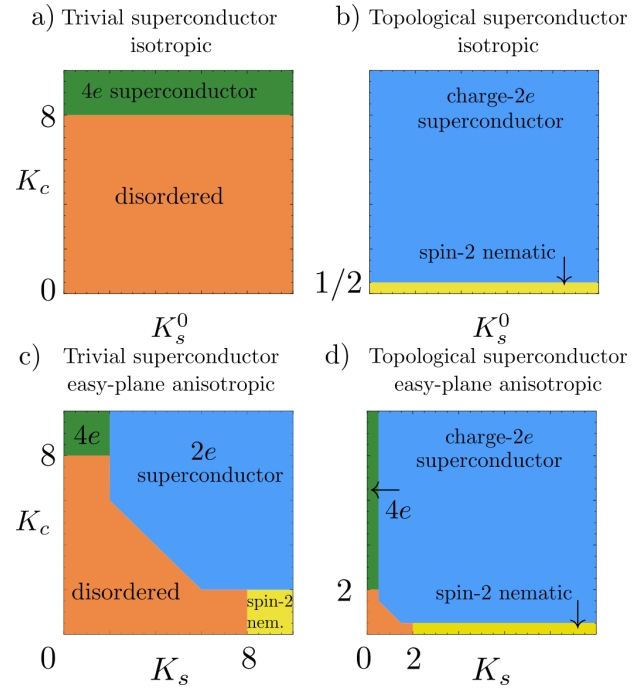 a) Trivial superconductor
isotropic
4e superconductor
8
K_c
disordered
0
K_s^0
b) Topological superconductor
isotropic
charge-2e
superconductor
spin-2 nematic
1/2
K_s^0
c) Trivial superconductor
easy-plane anisotropic
4e
8
2e
superconductor
K_c
disordered
spin-2
nem.
0
8
K_s
d) Topological superconductor
easy-plane anisotropic
charge-2e
superconductor
4e
2
spin-2 nematic
0
2
K_s